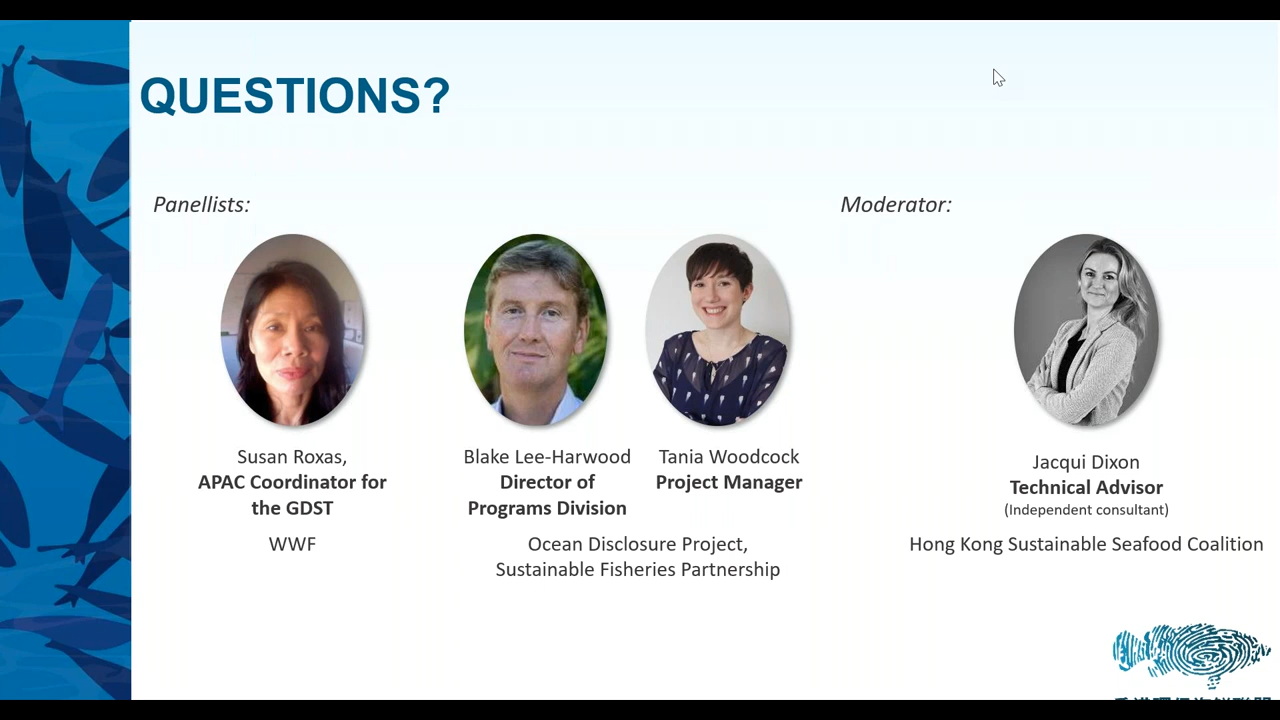 QUESTIONS?
Panellists:
Moderator:
Susan Roxas,
APAC Coordinator for
the GDST
WWF
Blake Lee-Harwood
Director of
Programs Division
Tania Woodcock
Project Manager
Ocean Disclosure Project,
Sustainable Fisheries Partnership
Jacqui Dixon
Technical Advisor
(Independent consultant)
Hong Kong Sustainable Seafood Coalition